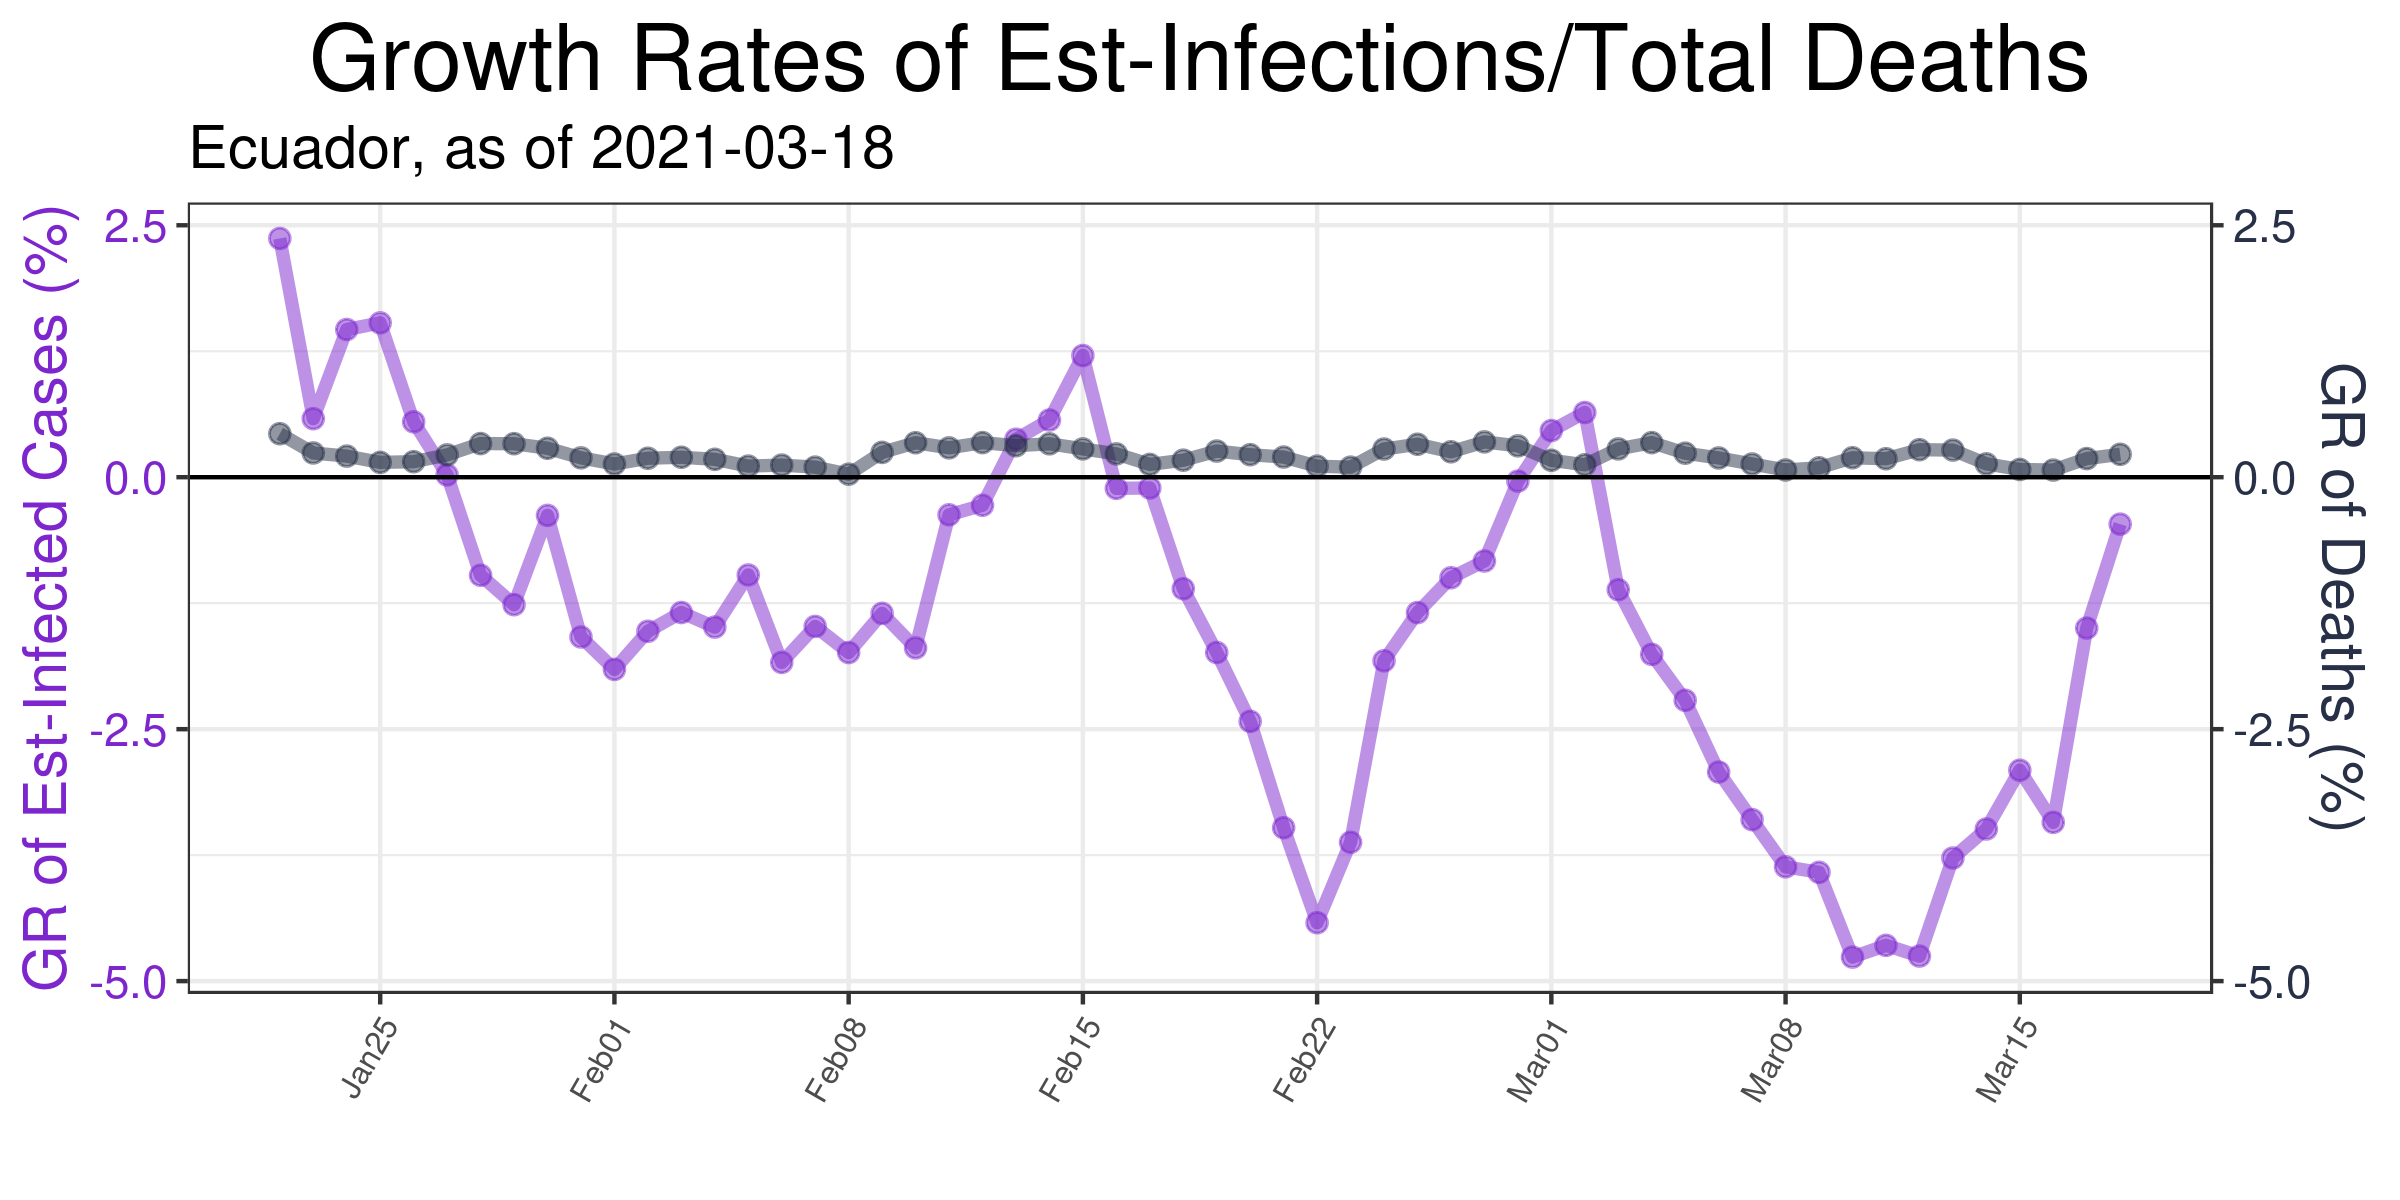 Growth Rates of Est-Infections/Total Deaths
Ecuador, as of 2021-03-18
GR of Est-Infected Cases (%)
2.5
0.0
-2.5
-5.0
2.5
0.0
-2.5
-5.0
GR of Deaths (%)
Jan25
Feb01
Feb08
Feb15
Feb22
Mar01
Mar08
Mar15